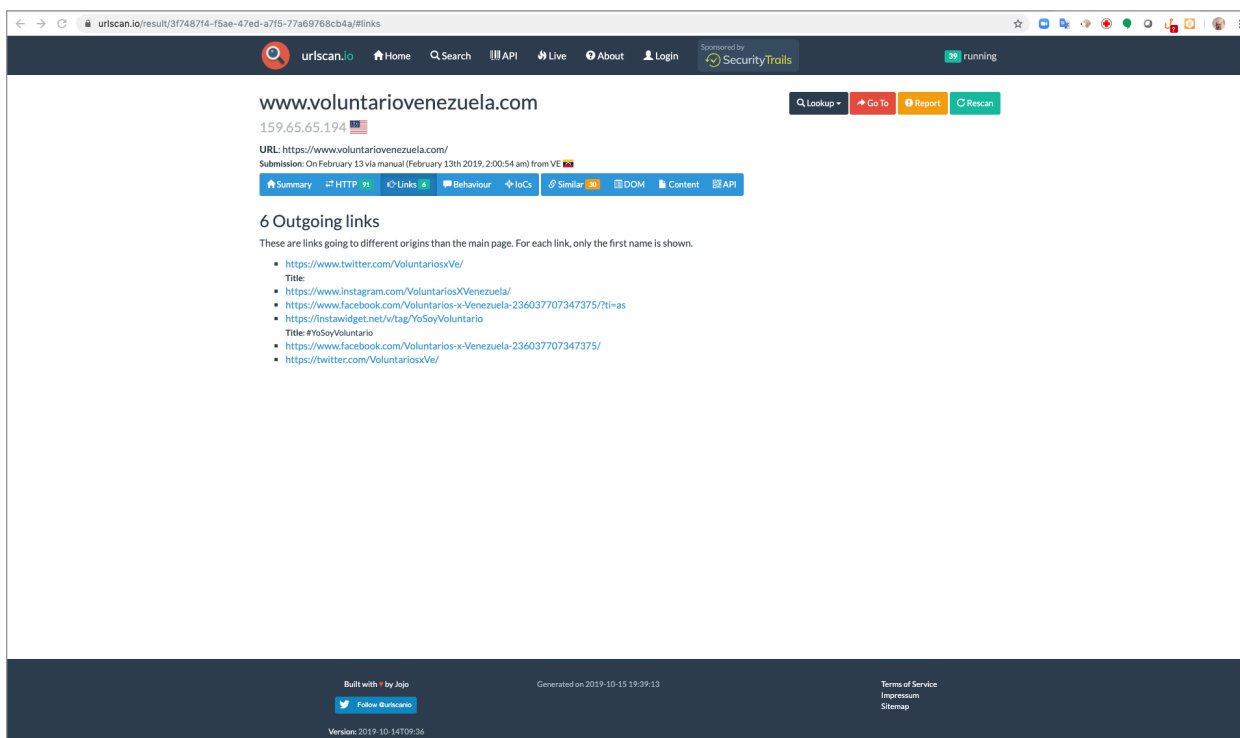 urlscan.io/result/3f7487f4-f5ae-47ed-a7f5-77a69768cb4a/#links
7
urlscan.io Home Search API Live About Login Sponsored by SecurityTrails 39 running
www.voluntariovenezuela.com
Lookup Go To Report Rescan
159.65.65.194
URL: https://www.voluntariovenezuela.com/
Submission: On February 13 via manual (February 13th 2019, 2:00:54 am) from VE
Summary HTTP 91 Links 6 Behaviour IoCs Similar 30 DOM Content API
6 Outgoing links
These are links going to different origins than the main page. For each link, only the first name is shown.
https://www.twitter.com/VoluntariosxVe/
Title:
https://www.instagram.com/VoluntariosXVenezuela/
https://www.facebook.com/Voluntarios-x-Venezuela-236037707347375/?ti=as
https://instawidget.net/v/tag/YoSoyVoluntario
Title: #YoSoyVoluntario
https://www.facebook.com/Voluntarios-x-Venezuela-236037707347375/
https://twitter.com/VoluntariosxVe/
Built with ♥ by Jojo
Follow @urlscanio
Version: 2019-10-14T09:36
Generated on 2019-10-15 19:39:13
Terms of Service
Impressum
Sitemap